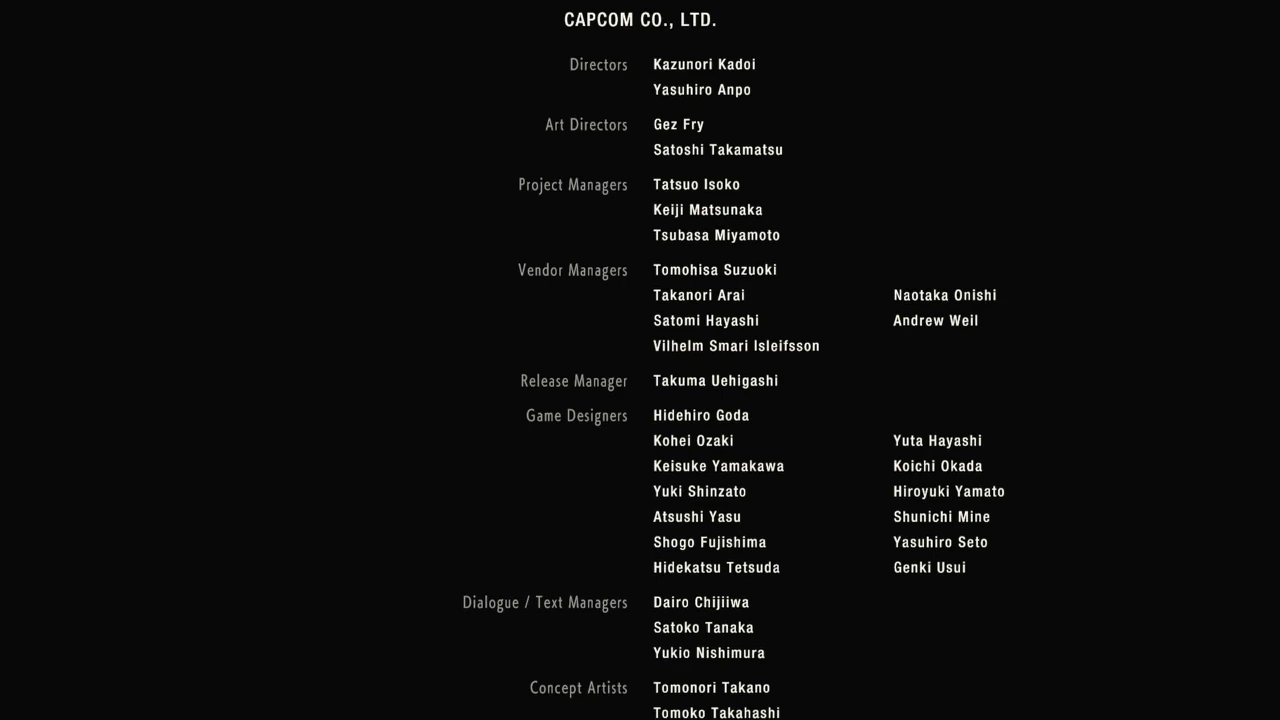 CAPCOM CO., LTD.
Directors Kazunori Kadoi
Yasuhiro Anpo
Art Directors Gez Fry
Satoshi Takamatsu
Project Managers Tatsuo Isoko
Keiji Matsunaka
Tsubasa Miyamoto
Vendor Managers Tomohisa Suzuoki
Takanori Arai Naotaka Onishi
Satomi Hayashi Andrew Weil
Vilhelm Smari Isleifsson
Release Manager Takuma Uehigashi
Game Designers Hidehiro Goda
Kohei Ozaki Yuta Hayashi
Keisuke Yamakawa Koichi Okada
Yuki Shinzato Hiroyuki Yamato
Atsushi Yasu Shunichi Mine
Shogo Fujishima Yasuhiro Seto
Hidekatsu Tetsuda Genki Usui
Dialogue / Text Managers Dairo Chijiiwa
Satoko Tanaka
Yukio Nishimura
Concept Artists Tomonori Takano
Tomoko Takahashi